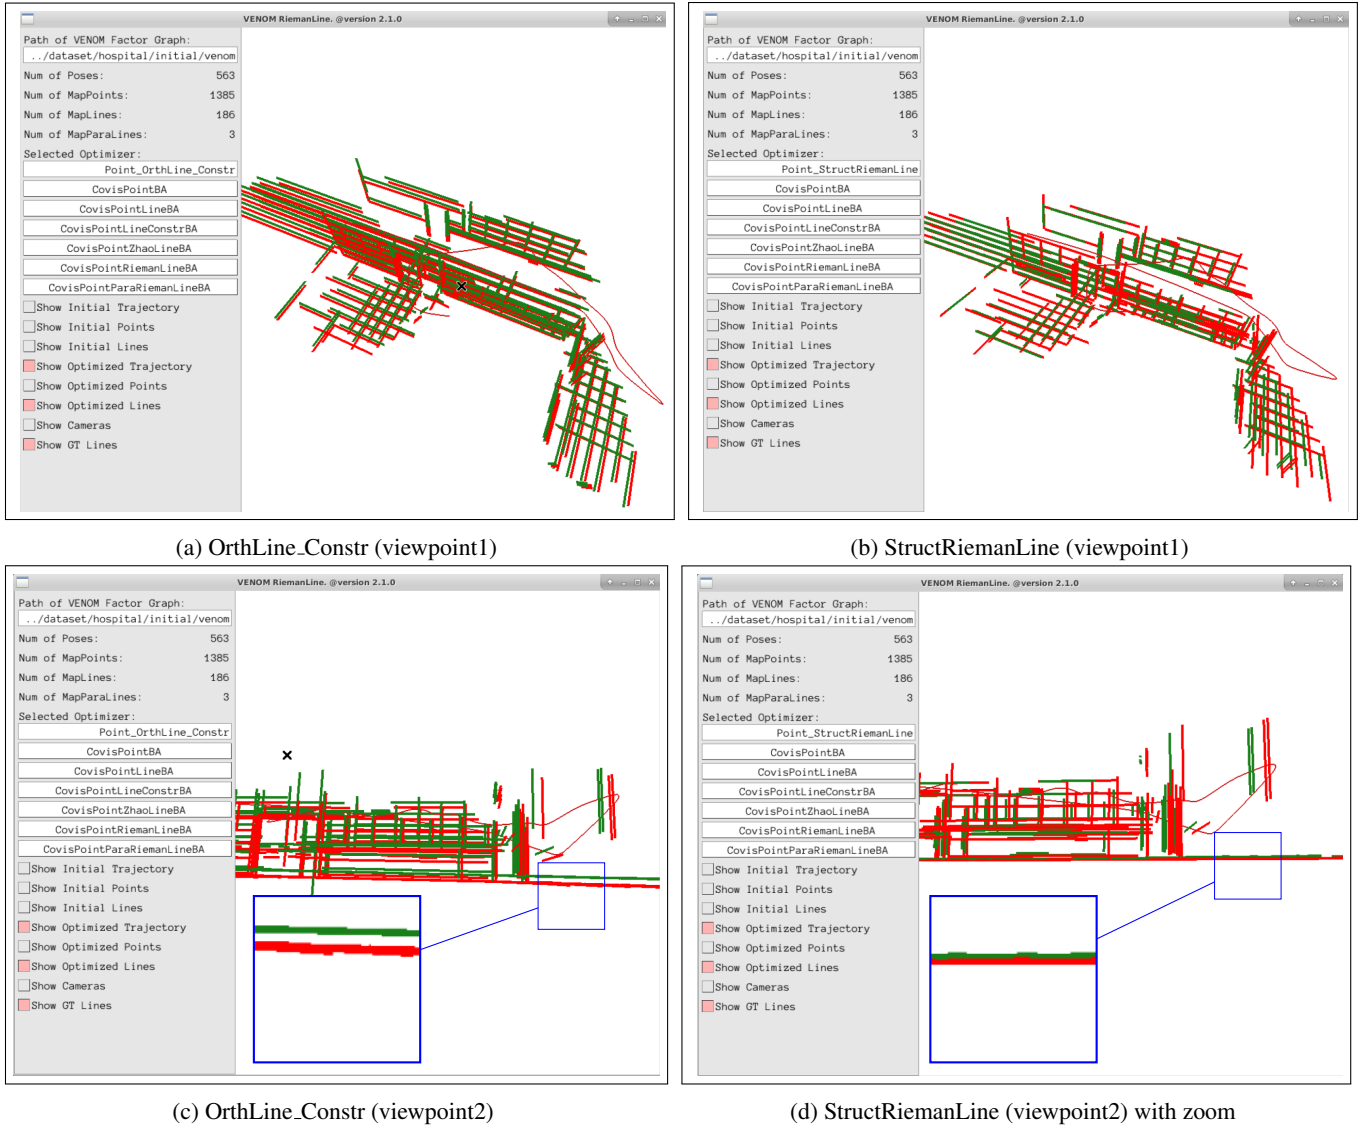 VENOM RiemanLine. @version 2.1.0
Path of VENOM Factor Graph:
../dataset/hospital/initial/venom
Num of Poses: 563
Num of MapPoints: 1385
Num of MapLines: 186
Num of MapParaLines: 3
Selected Optimizer:
Point_OrthLine_Constr
CovisPointBA
CovisPointLineBA
CovisPointLineConstrBA
CovisPointZhaoLineBA
CovisPointRiemanLineBA
CovisPointParaRiemanLineBA
Show Initial Trajectory
Show Initial Points
Show Initial Lines
Show Optimized Trajectory
Show Optimized Points
Show Optimized Lines
Show Cameras
Show GT Lines
(a) OrthLine_Constr (viewpoint1)
VENOM RiemanLine. @version 2.1.0
Path of VENOM Factor Graph:
../dataset/hospital/initial/venom
Num of Poses: 563
Num of MapPoints: 1385
Num of MapLines: 186
Num of MapParaLines: 3
Selected Optimizer:
Point_StructRiemanLine
CovisPointBA
CovisPointLineBA
CovisPointLineConstrBA
CovisPointZhaoLineBA
CovisPointRiemanLineBA
CovisPointParaRiemanLineBA
Show Initial Trajectory
Show Initial Points
Show Initial Lines
Show Optimized Trajectory
Show Optimized Points
Show Optimized Lines
Show Cameras
Show GT Lines
(b) StructRiemanLine (viewpoint1)
VENOM RiemanLine. @version 2.1.0
Path of VENOM Factor Graph:
../dataset/hospital/initial/venom
Num of Poses: 563
Num of MapPoints: 1385
Num of MapLines: 186
Num of MapParaLines: 3
Selected Optimizer:
Point_OrthLine_Constr
CovisPointBA
CovisPointLineBA
CovisPointLineConstrBA
CovisPointZhaoLineBA
CovisPointRiemanLineBA
CovisPointParaRiemanLineBA
Show Initial Trajectory
Show Initial Points
Show Initial Lines
Show Optimized Trajectory
Show Optimized Points
Show Optimized Lines
Show Cameras
Show GT Lines
(c) OrthLine_Constr (viewpoint2)
VENOM RiemanLine. @version 2.1.0
Path of VENOM Factor Graph:
../dataset/hospital/initial/venom
Num of Poses: 563
Num of MapPoints: 1385
Num of MapLines: 186
Num of MapParaLines: 3
Selected Optimizer:
Point_StructRiemanLine
CovisPointBA
CovisPointLineBA
CovisPointLineConstrBA
CovisPointZhaoLineBA
CovisPointRiemanLineBA
CovisPointParaRiemanLineBA
Show Initial Trajectory
Show Initial Points
Show Initial Lines
Show Optimized Trajectory
Show Optimized Points
Show Optimized Lines
Show Cameras
Show GT Lines
(d) StructRiemanLine (viewpoint2) with zoom